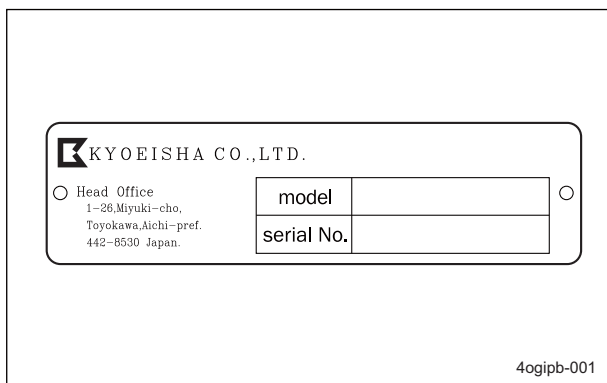 KYOEISHA CO.,LTD.
Head Office
1-26,Miyuki-cho,
Toyokawa,Aichi-pref.
442-8530 Japan.
model
serial No.
4ogipb-001